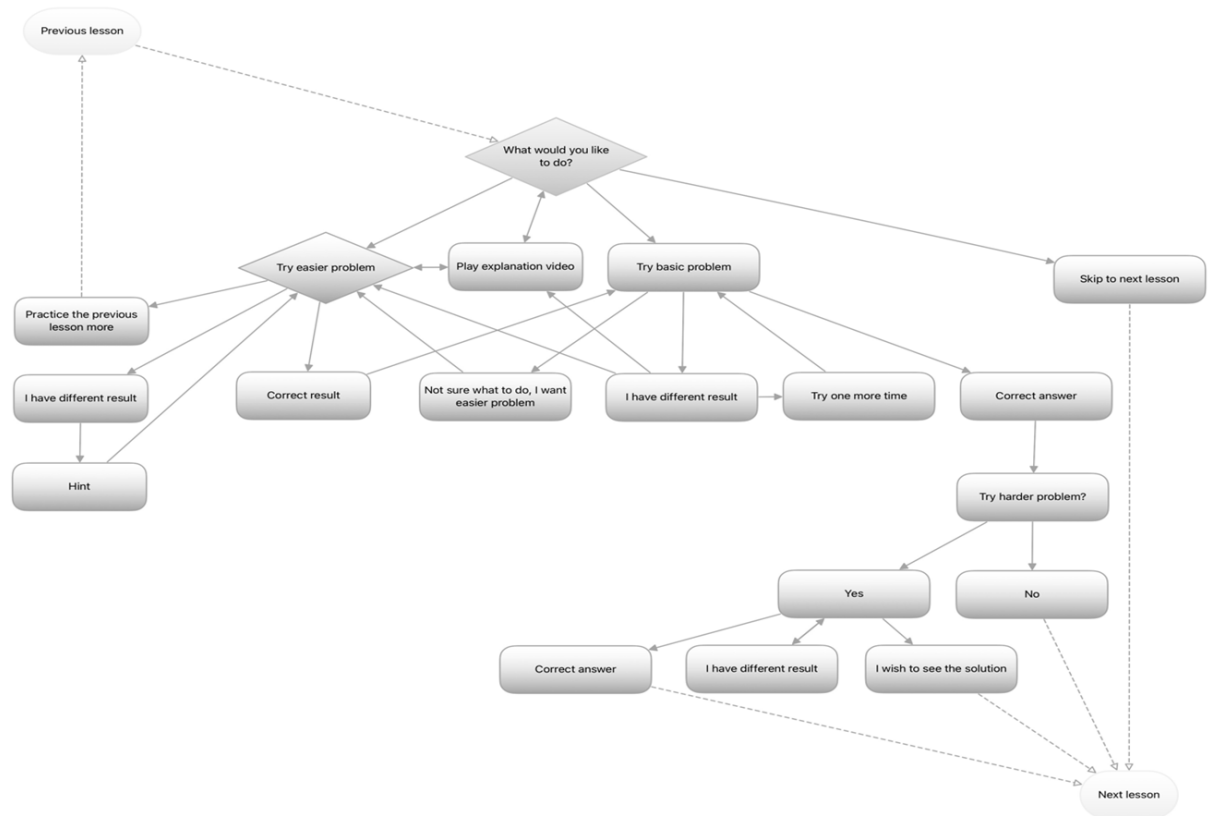 Previous lesson
What would you like
to do?
Try easier problem
Play explanation video
Try basic problem
Skip to next lesson
Practice the previous
lesson more
I have different result
Correct result
Not sure what to do, I want
easier problem
I have different result
Try one more time
Correct answer
Hint
Try harder problem?
Yes
No
Correct answer
I have different result
I wish to see the solution
Next lesson